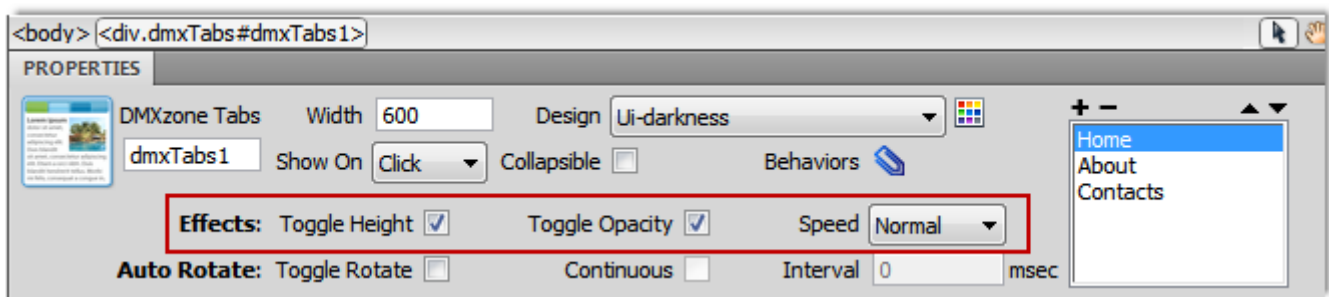 <body> <div.dmxTabs#dmxTabs1>
PROPERTIES
DMXzone Tabs Width 600 Design Ui-darkness
dmxTabs1 Show On Click Collapsible Behaviors
Effects: Toggle Height Toggle Opacity Speed Normal
Auto Rotate: Toggle Rotate Continuous Interval 0 msec
Home
About
Contacts